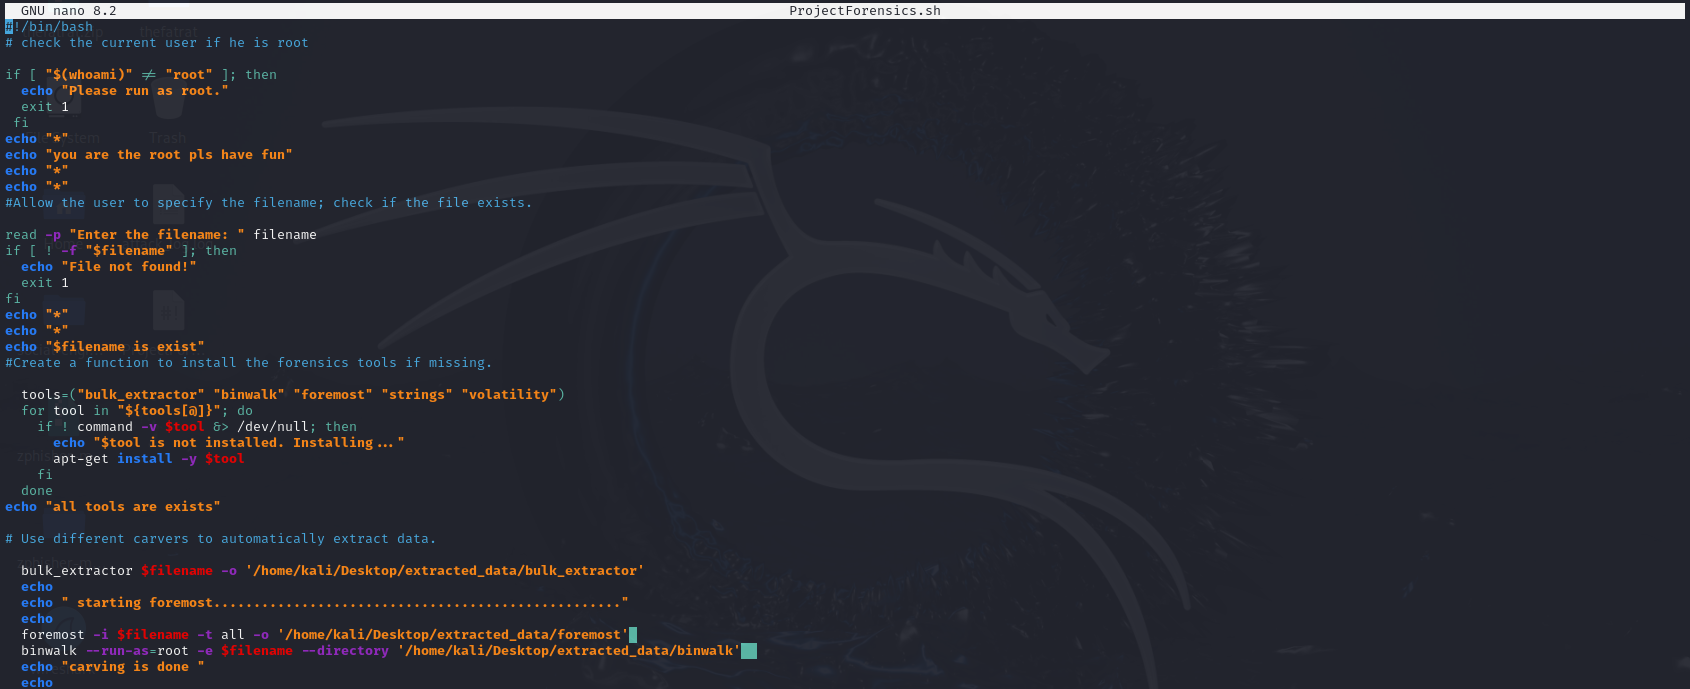 GNU nano 8.2 ProjectForensics.sh
#!/bin/bash
# check the current user if he is root

if [ "$(whoami)" != "root" ]; then
  echo "Please run as root."
  exit 1
 fi
echo "*"
echo "you are the root pls have fun"
echo "*"
echo "*"
#Allow the user to specify the filename; check if the file exists.

read -p "Enter the filename: " filename
if [ ! -f "$filename" ]; then
  echo "File not found!"
  exit 1
fi
echo "*"
echo "*"
echo "$filename is exist"
#Create a function to install the forensics tools if missing.

  tools=("bulk_extractor" "binwalk" "foremost" "strings" "volatility")
  for tool in "${tools[@]}"; do
    if ! command -v $tool &> /dev/null; then
      echo "$tool is not installed. Installing..."
      apt-get install -y $tool
    fi
  done
echo "all tools are exists"

# Use different carvers to automatically extract data.

  bulk_extractor $filename -o '/home/kali/Desktop/extracted_data/bulk_extractor'
  echo
  echo " starting foremost..................................................."
  echo
  foremost -i $filename -t all -o '/home/kali/Desktop/extracted_data/foremost'
  binwalk --run-as=root -e $filename --directory '/home/kali/Desktop/extracted_data/binwalk'
  echo "carving is done "
  echo
Trash